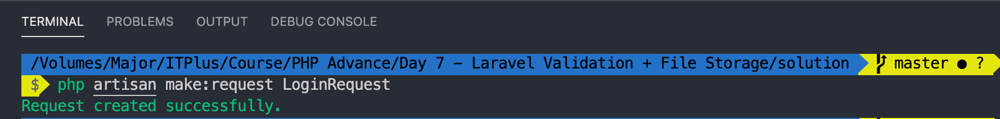 TERMINAL PROBLEMS OUTPUT DEBUG CONSOLE
/Volumes/Major/ITPlus/Course/PHP Advance/Day 7 - Laravel Validation + File Storage/solution master ● ?
$ php artisan make:request LoginRequest
Request created successfully.